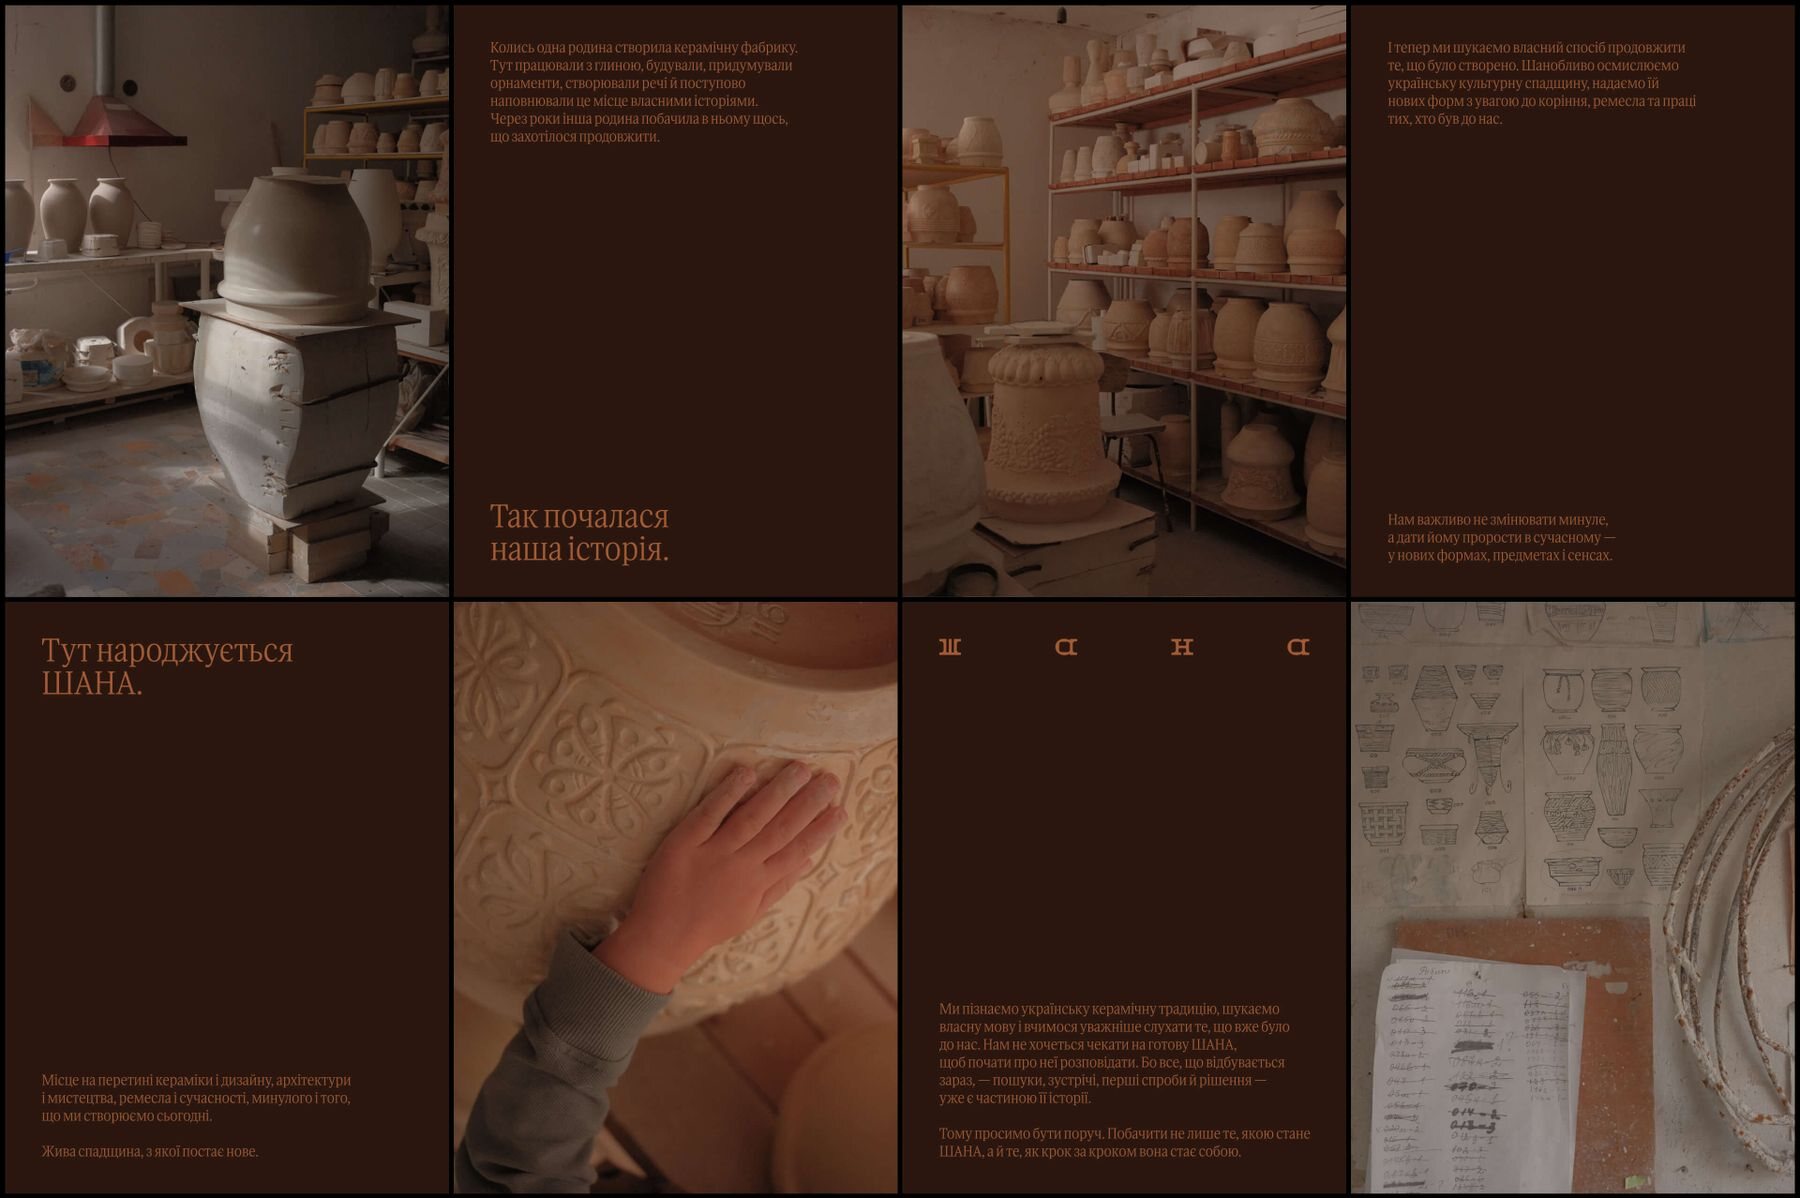 Колись одна родина створила керамічну фабрику.
Тут працювали з глиною, будували, придумували
орнаменти, створювали речі й поступово
наповнювали це місце власними історіями.
Через роки інша родина побачила в ньому щось,
що захотілося продовжити.
Так почалася
наша історія.
І тепер ми шукаємо власний спосіб продовжити
те, що було створено. Шанобливо осмислюємо
українську культурну спадщину, надаємо їй
нових форм з увагою до коріння, ремесла та праці
тих, хто був до нас.
Нам важливо не змінювати минуле,
а дати йому прорости в сучасному —
у нових формах, предметах і сенсах.
Тут народжується
ШАНА.
Місце на перетині кераміки і дизайну, архітектури
і мистецтва, ремесла і сучасності, минулого і того,
що ми створюємо сьогодні.
Жива спадщина, з якої постає нове.
ш а н а
Ми пізнаємо українську керамічну традицію, шукаємо
власну мову і вчимося уважніше слухати те, що вже було
до нас. Нам не хочеться чекати на готову ШАНА,
щоб почати про неї розповідати. Бо все, що відбувається
зараз, — пошуки, зустрічі, перші спроби й рішення —
уже є частиною її історії.
Тому просимо бути поруч. Побачити не лише те, якою стане
ШАНА, а й те, як крок за кроком вона стає собою.